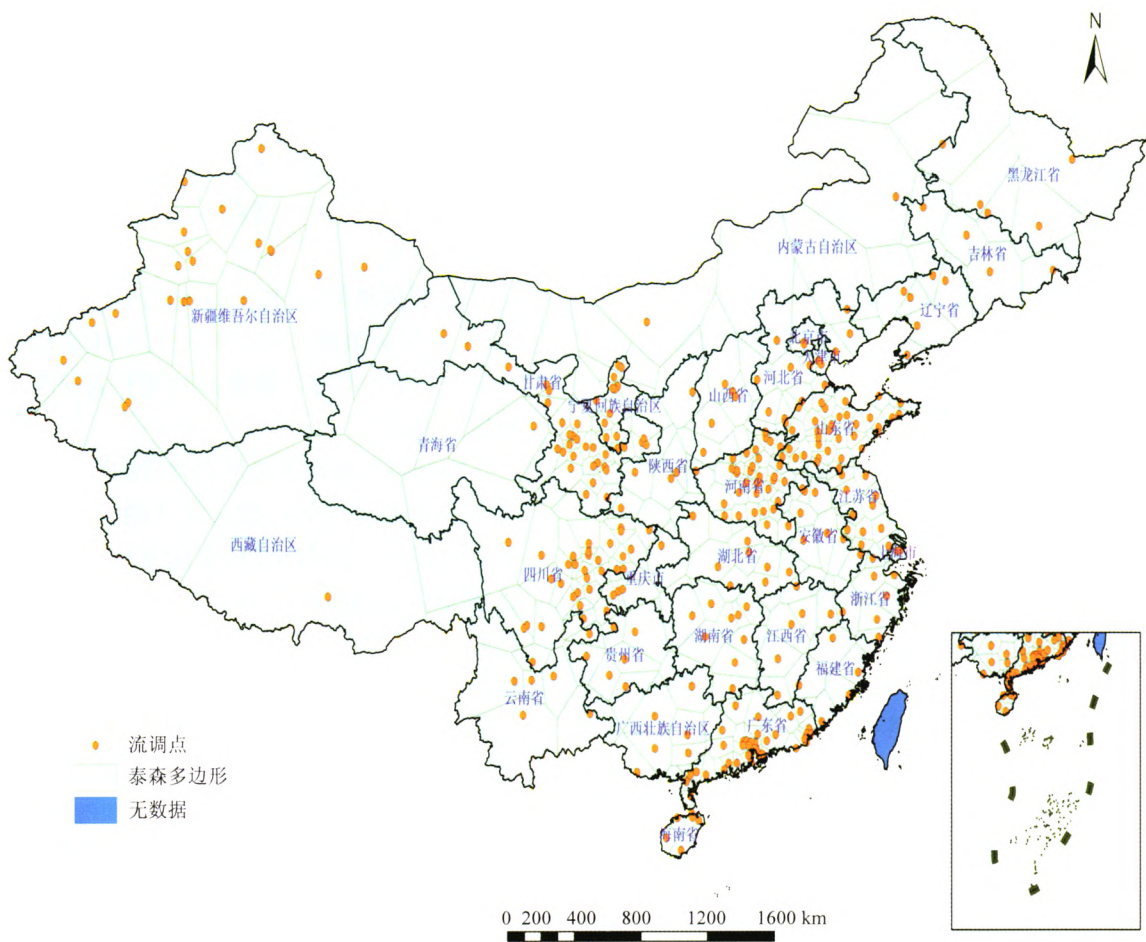 N
黑龙江省
内蒙古自治区
吉林省
新疆维吾尔自治区
辽宁省
北京市
天津市
河北省
甘肃省
山西省
宁夏回族自治区
山东省
青海省
陕西省
河南省
江苏省
西藏自治区
安徽省
湖北省
上海市
四川省
重庆市
浙江省
湖南省
江西省
贵州省
福建省
云南省
广西壮族自治区
广东省
海南省
流调点
泰森多边形
无数据
0 200 400 800 1200 1600 km